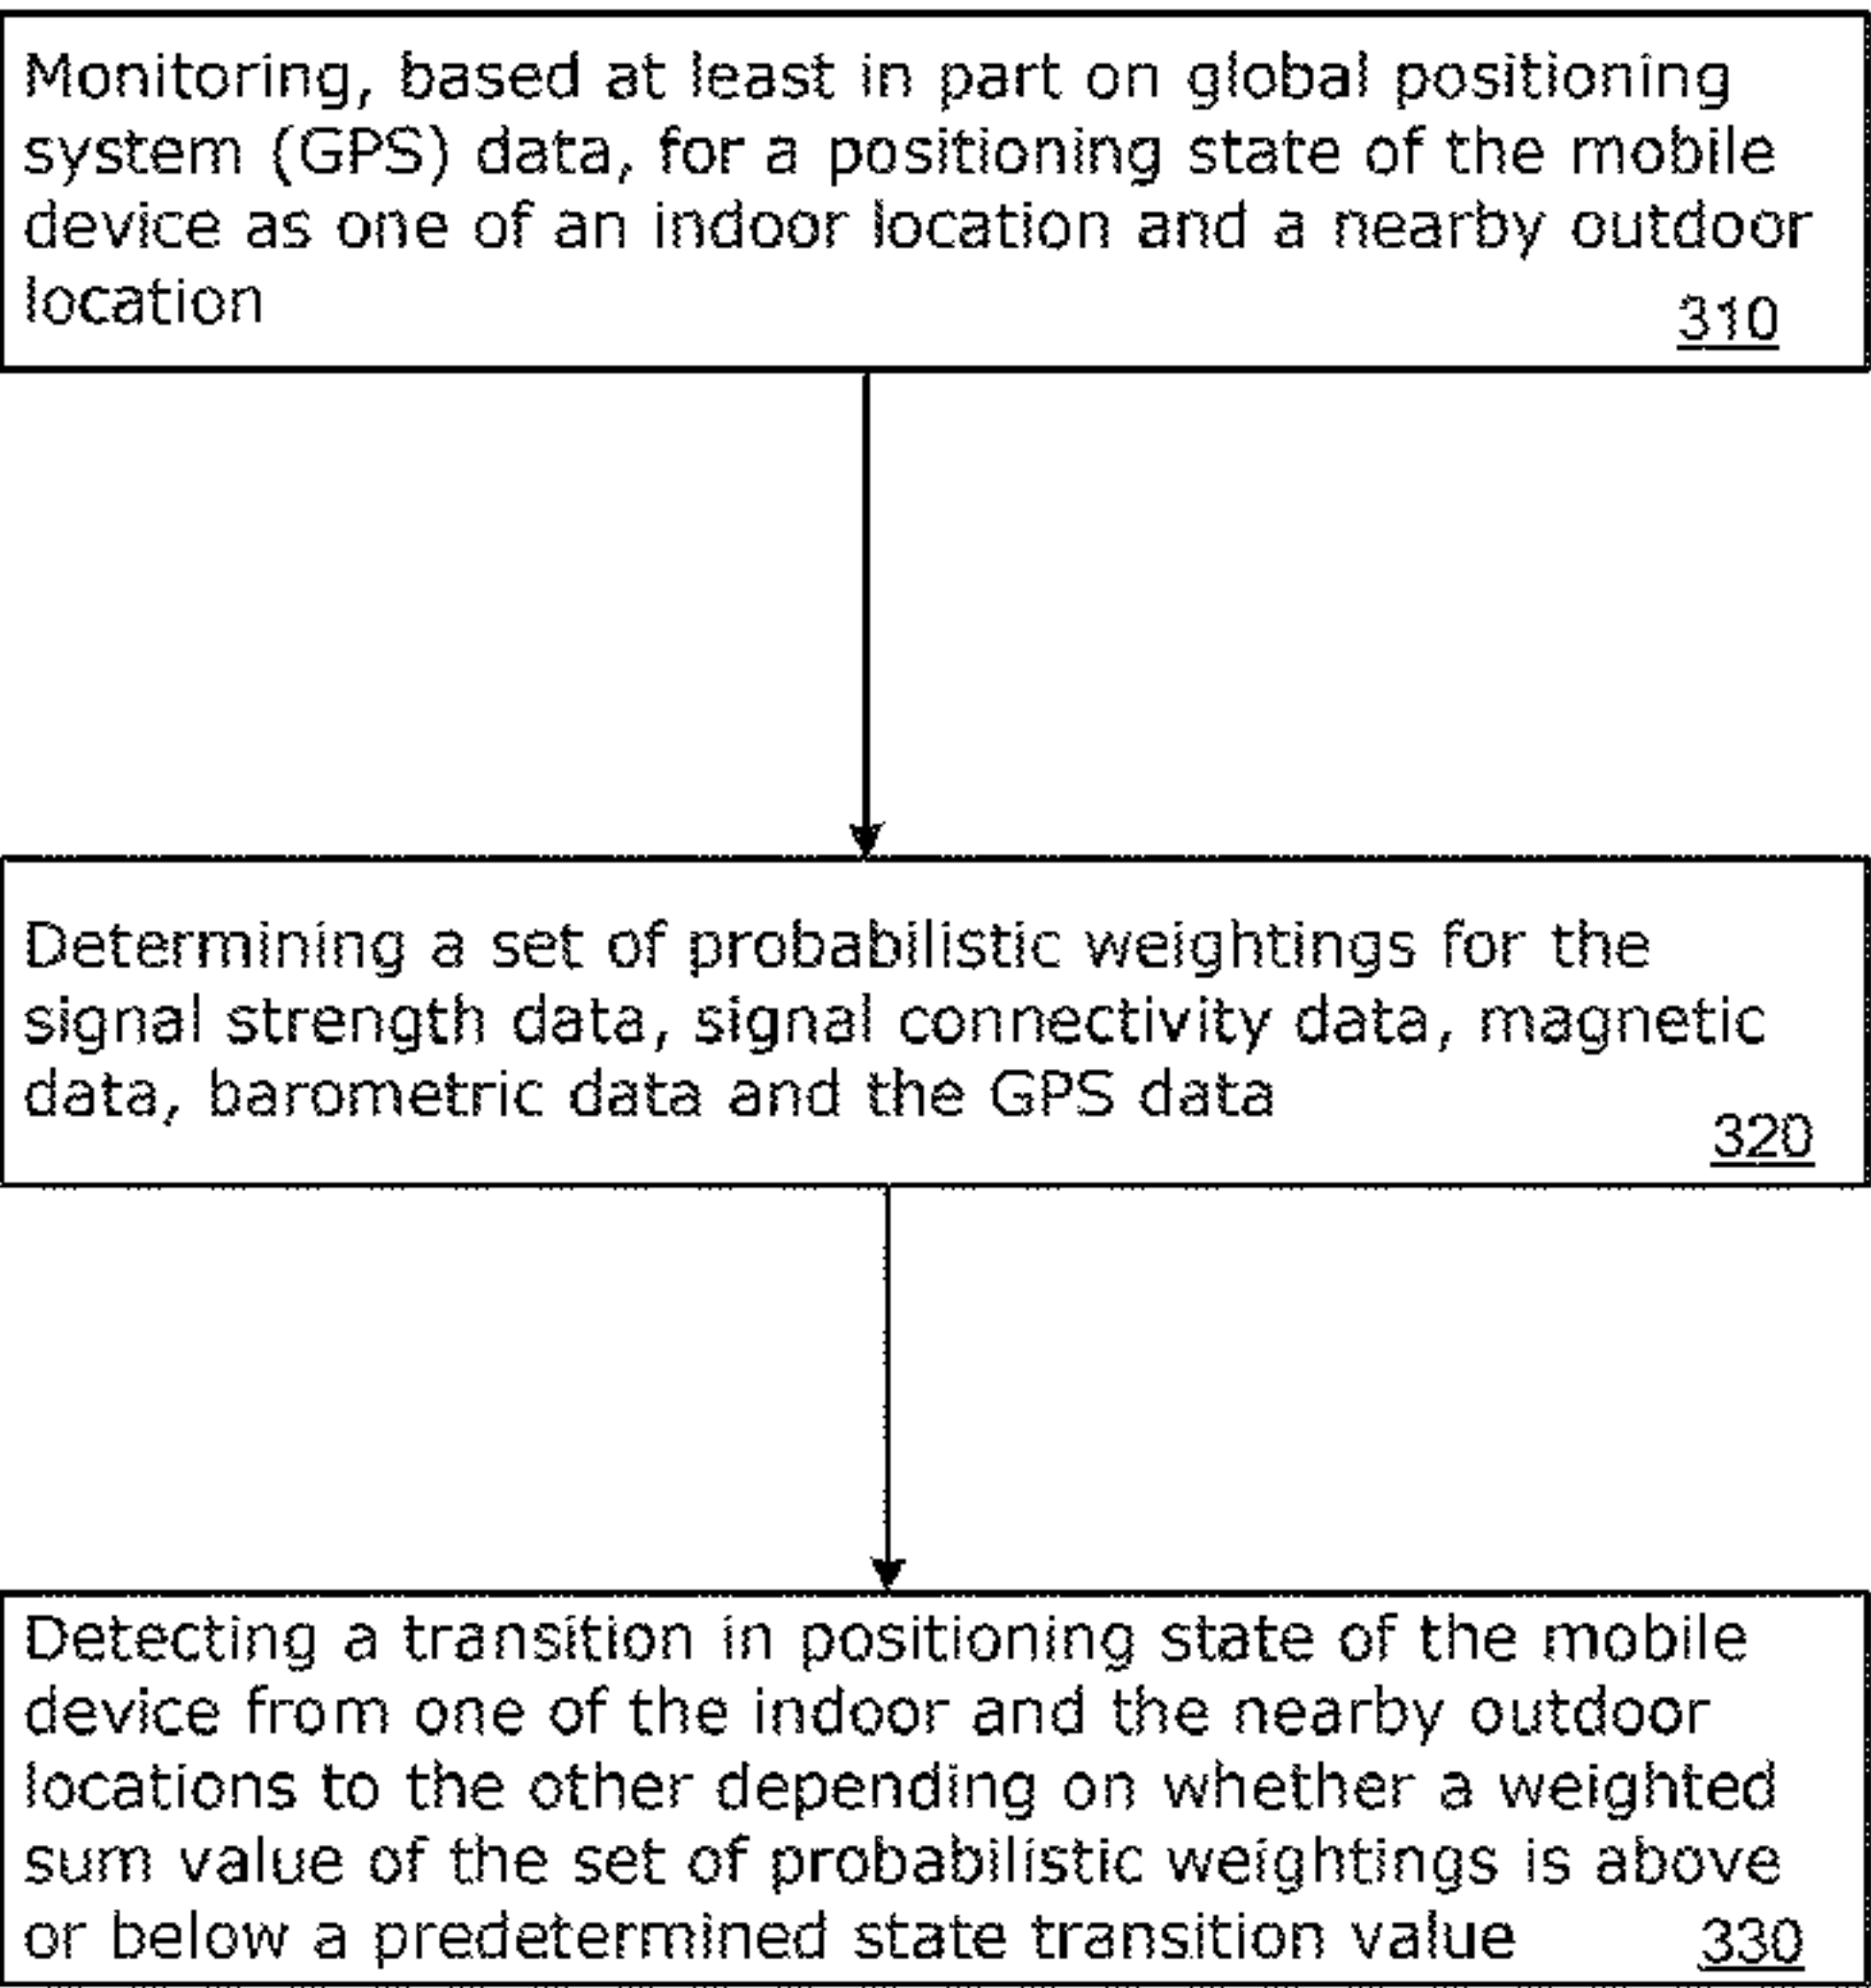 Monitoring, based at least in part on global positioning
system (GPS) data, for a positioning state of the mobile
device as one of an indoor location and a nearby outdoor
location
310
Determining a set of probabilistic weightings for the
signal strength data, signal connectivity data, magnetic
data, barometric data and the GPS data
320
Detecting a transition in positioning state of the mobile
device from one of the indoor and the nearby outdoor
locations to the other depending on whether a weighted
sum value of the set of probabilistic weightings is above
or below a predetermined state transition value
330